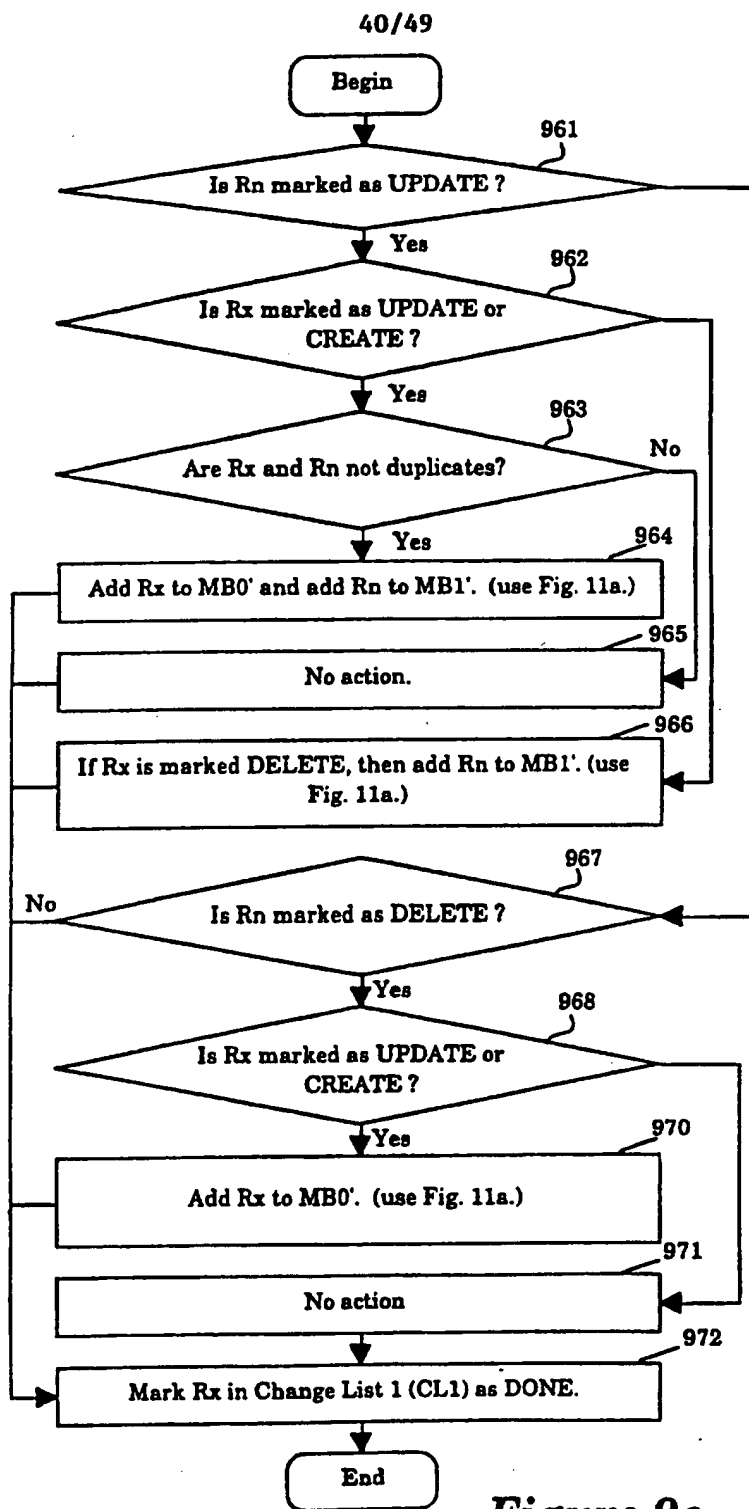 40/49
Begin
961
Is Rn marked as UPDATE ?
Yes
962
Is Rx marked as UPDATE or
CREATE ?
Yes
963
No
Are Rx and Rn not duplicates?
Yes
964
Add Rx to MB0'. and add Rn to MB1'. (use Fig. 11a.)
965
No action.
966
If Rx is marked DELETE, then add Rn to MB1'. (use
Fig. 11a.)
967
No
Is Rn marked as DELETE ?
Yes
968
Is Rx marked as UPDATE or
CREATE ?
Yes
970
Add Rx to MB0'. (use Fig. 11a.)
971
No action
972
Mark Rx in Change List 1 (CL1) as DONE.
End